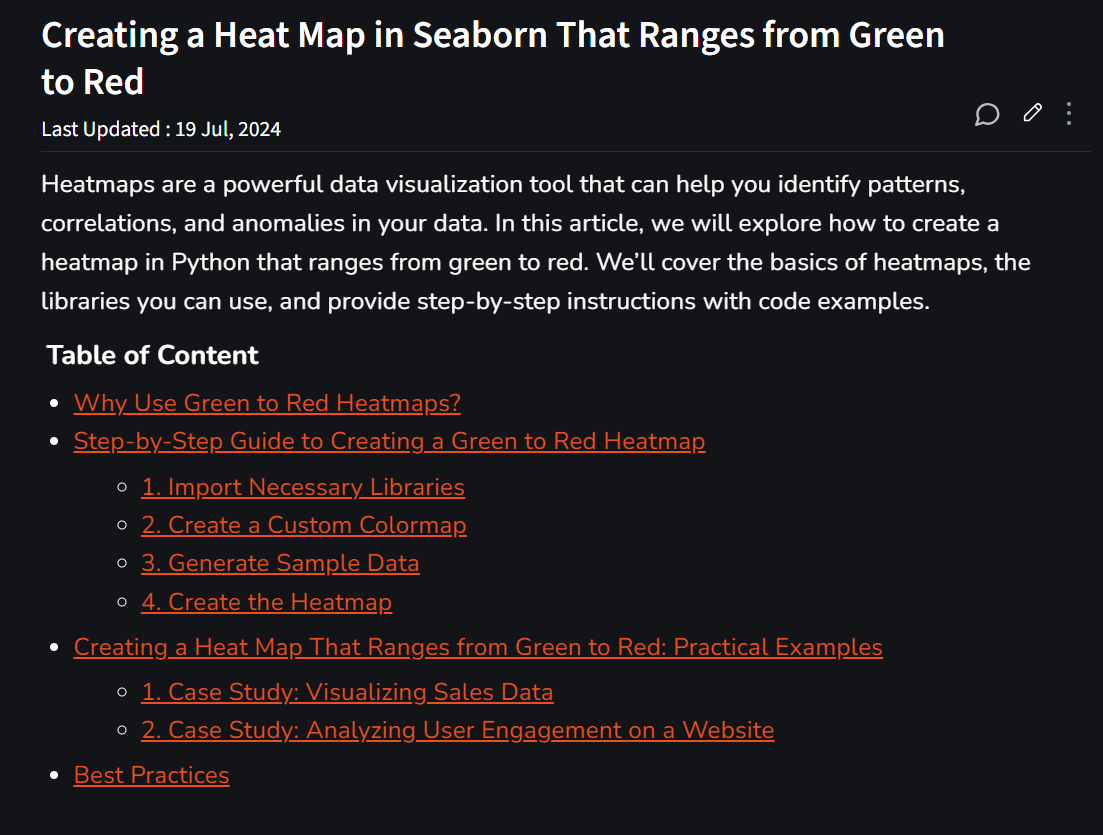 Creating a Heat Map in Seaborn That Ranges from Green
to Red
Last Updated : 19 Jul, 2024
Heatmaps are a powerful data visualization tool that can help you identify patterns,
correlations, and anomalies in your data. In this article, we will explore how to create a
heatmap in Python that ranges from green to red. We’ll cover the basics of heatmaps, the
libraries you can use, and provide step-by-step instructions with code examples.
Table of Content
Why Use Green to Red Heatmaps?
Step-by-Step Guide to Creating a Green to Red Heatmap
1. Import Necessary Libraries
2. Create a Custom Colormap
3. Generate Sample Data
4. Create the Heatmap
Creating a Heat Map That Ranges from Green to Red: Practical Examples
1. Case Study: Visualizing Sales Data
2. Case Study: Analyzing User Engagement on a Website
Best Practices